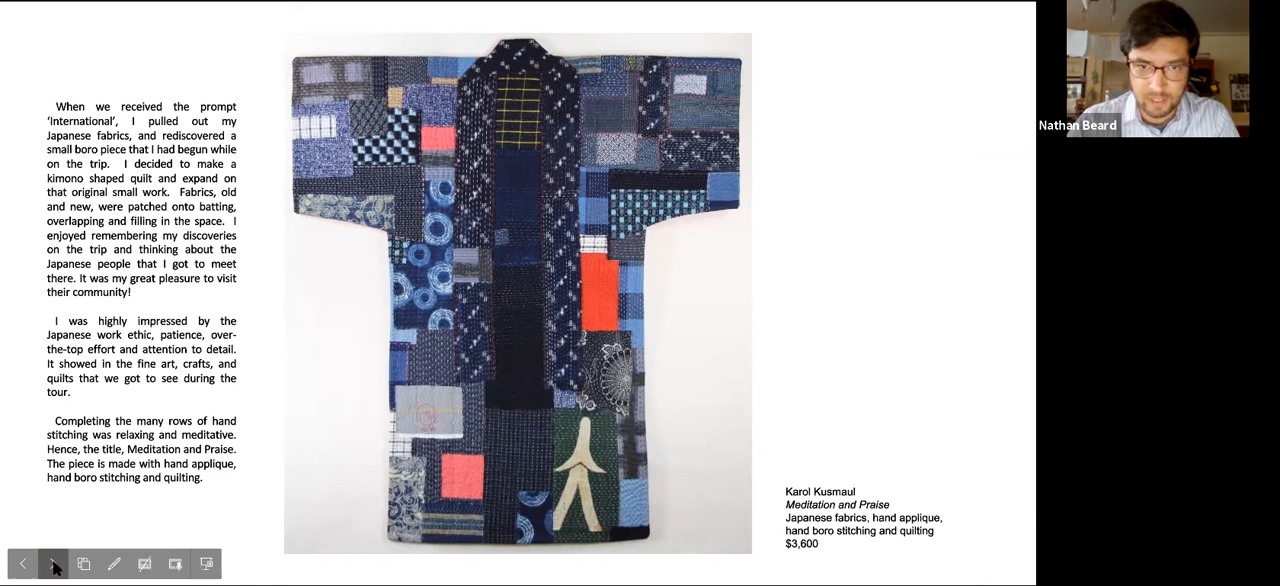 When we received the prompt
‘International’, I pulled out my
Japanese fabrics, and rediscovered a
small boro piece that I had begun while
on the trip. I decided to make a
kimono shaped quilt and expand on
that original small work. Fabrics, old
and new, were patched onto batting,
overlapping and filling in the space. I
enjoyed remembering my discoveries
on the trip and thinking about the
Japanese people that I got to meet
there. It was my great pleasure to visit
their community!
I was highly impressed by the
Japanese work ethic, patience, over-
the-top effort and attention to detail.
It showed in the fine art, crafts, and
quilts that we got to see during the
tour.
Completing the many rows of hand
stitching was relaxing and meditative.
Hence, the title, Meditation and Praise.
The piece is made with hand applique,
hand boro stitching and quilting.
Karol Kusmaul
Meditation and Praise
Japanese fabrics, hand applique,
hand boro stitching and quilting
$3,600
Nathan Beard